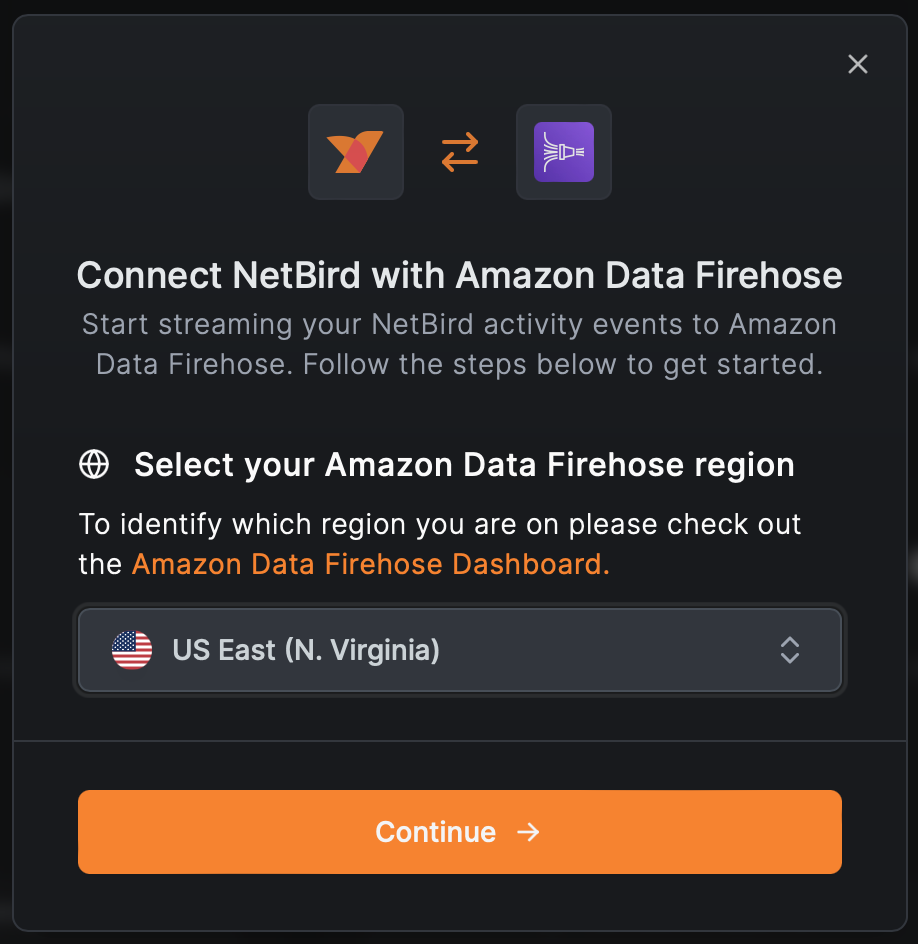 Connect NetBird with Amazon Data Firehose
Start streaming your NetBird activity events to Amazon
Data Firehose. Follow the steps below to get started.
Select your Amazon Data Firehose region
To identify which region you are on please check out
the Amazon Data Firehose Dashboard.
US East (N. Virginia)
Continue →